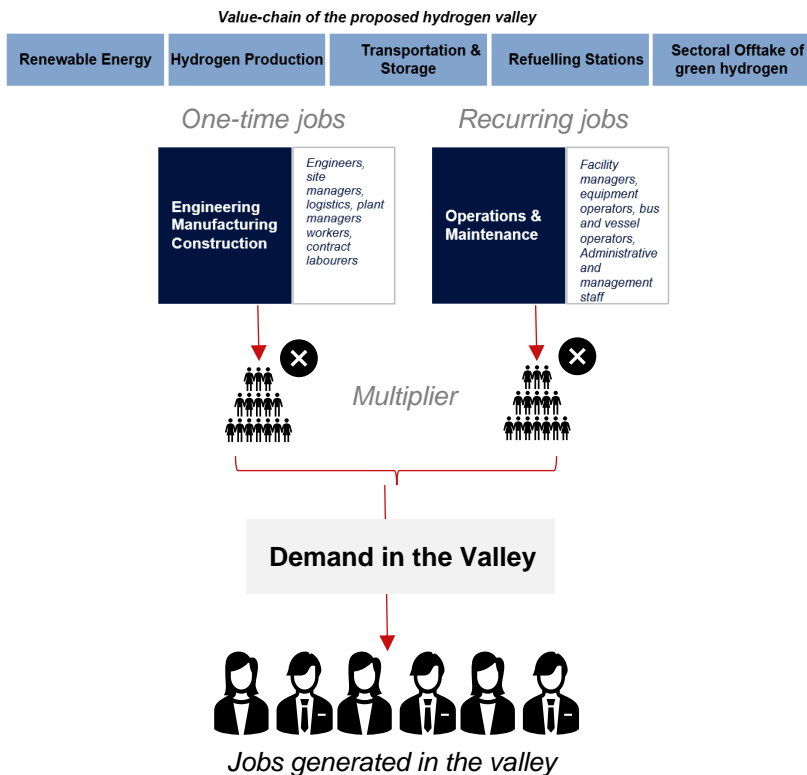 Value-chain of the proposed hydrogen valley
Renewable Energy
Hydrogen Production
Transportation &
Storage
Refuelling Stations
Sectoral Offtake of
green hydrogen
One-time jobs
Recurring jobs
Engineering
Manufacturing
Construction
Engineers,
site
managers,
logistics, plant
managers
workers,
contract
labourers
Operations &
Maintenance
Facility
managers,
equipment
operators, bus
and vessel
operators,
Administrative
and
management
staff
Multiplier
Demand in the Valley
Jobs generated in the valley